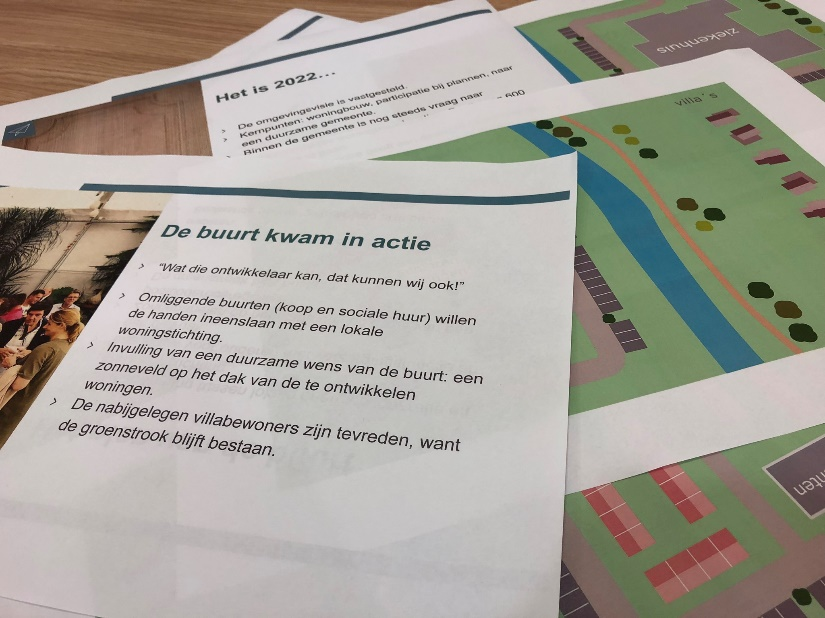 Het is 2022...
› De omgevingsvisie is vastgesteld.
› Kernpunten: woningbouw, participatie bij plannen, naar
een duurzame gemeente.
› Binnen de gemeente is nog steeds vraag naar
600
ziekenhuis
villa's
De buurt kwam in actie
› "Wat die ontwikkelaar kan, dat kunnen wij ook!"
› Omliggende buurten (koop en sociale huur) willen
de handen ineenslaan met een lokale
woningstichting.
› Invulling van een duurzame wens van de buurt: een
zonneveld op het dak van de te ontwikkelen
woningen.
› De nabijgelegen villabewoners zijn tevreden, want
de groenstrook blijft bestaan.
nten